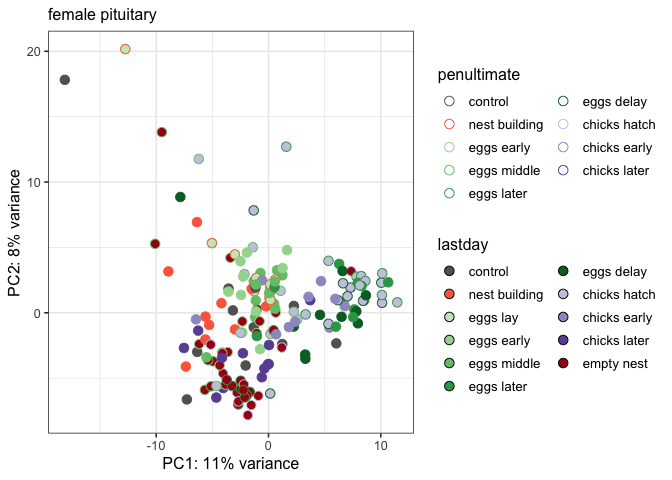 female pituitary
20
10
0
-10
0
10
PC1: 11% variance
PC2: 8% variance
penultimate
control
nest building
eggs early
eggs middle
eggs later
eggs delay
chicks hatch
chicks early
chicks later
lastday
control
nest building
eggs lay
eggs early
eggs middle
eggs later
eggs delay
chicks hatch
chicks early
chicks later
empty nest